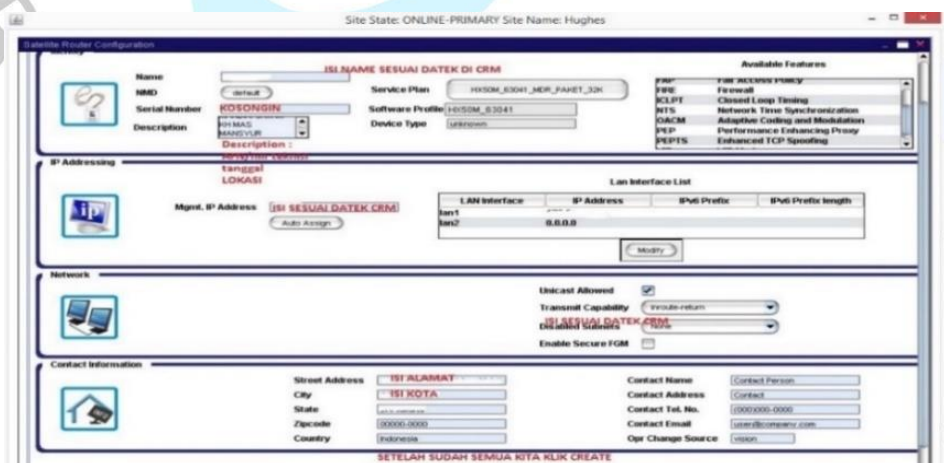 Site State: ONLINE-PRIMARY Site Name: Hughes
Satellite Router Configuration
Name
ISI NAME SESUAI DATEK DI CRM
NMD
default
Serial Number
KOSONGIN
Description
KH MAS
MANSYUR
Description :
tanggal
LOKASI
Service Plan
HX50M_63041_MDR_PAKET_32K
Software Profile
HX50M_63041
Device Type
unknown
Available Features
FAP Fair Access Policy
FIRE Firewall
ICLPT Closed Loop Timing
NTS Network Time Synchronization
OACM Adaptive Coding and Modulation
PEP Performance Enhancing Proxy
PEPTS Enhanced TCP Spoofing
IP Addressing
Mgmt. IP Address
ISI SESUAI DATEK CRM
Auto Assign
Lan Interface List
LAN Interface IP Address IPv6 Prefix IPv6 Prefix length
lan1
lan2 0.0.0.0
Modify
Network
Unicast Allowed
Transmit Capability
inroute-return
ISI SESUAI DATEK CRM
Disabled Subnets
None
Enable Secure FGM
Contact Information
Street Address
ISI ALAMAT
City
ISI KOTA
State
Zipcode
00000-0000
Country
Indonesia
Contact Name
Contact Person
Contact Address
Contact
Contact Tel. No.
(000)000-0000
Contact Email
user@company.com
Opr Change Source
vision
SETELAH SUDAH SEMUA KITA KLIK CREATE